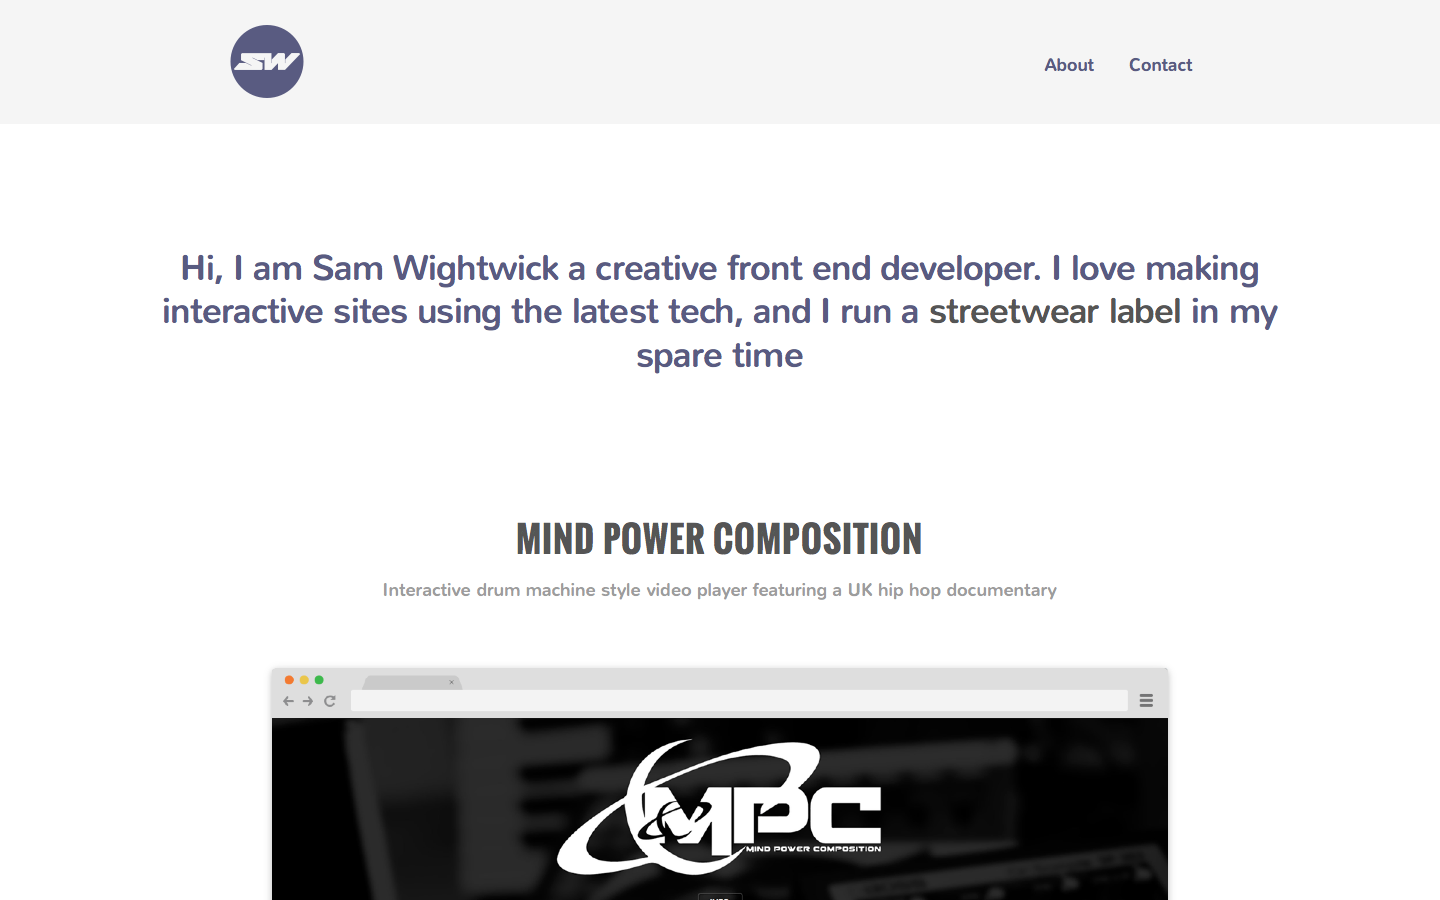 SW
About Contact
Hi, I am Sam Wightwick a creative front end developer. I love making
interactive sites using the latest tech, and I run a streetwear label in my
spare time
MIND POWER COMPOSITION
Interactive drum machine style video player featuring a UK hip hop documentary
MPC
MIND POWER COMPOSITION